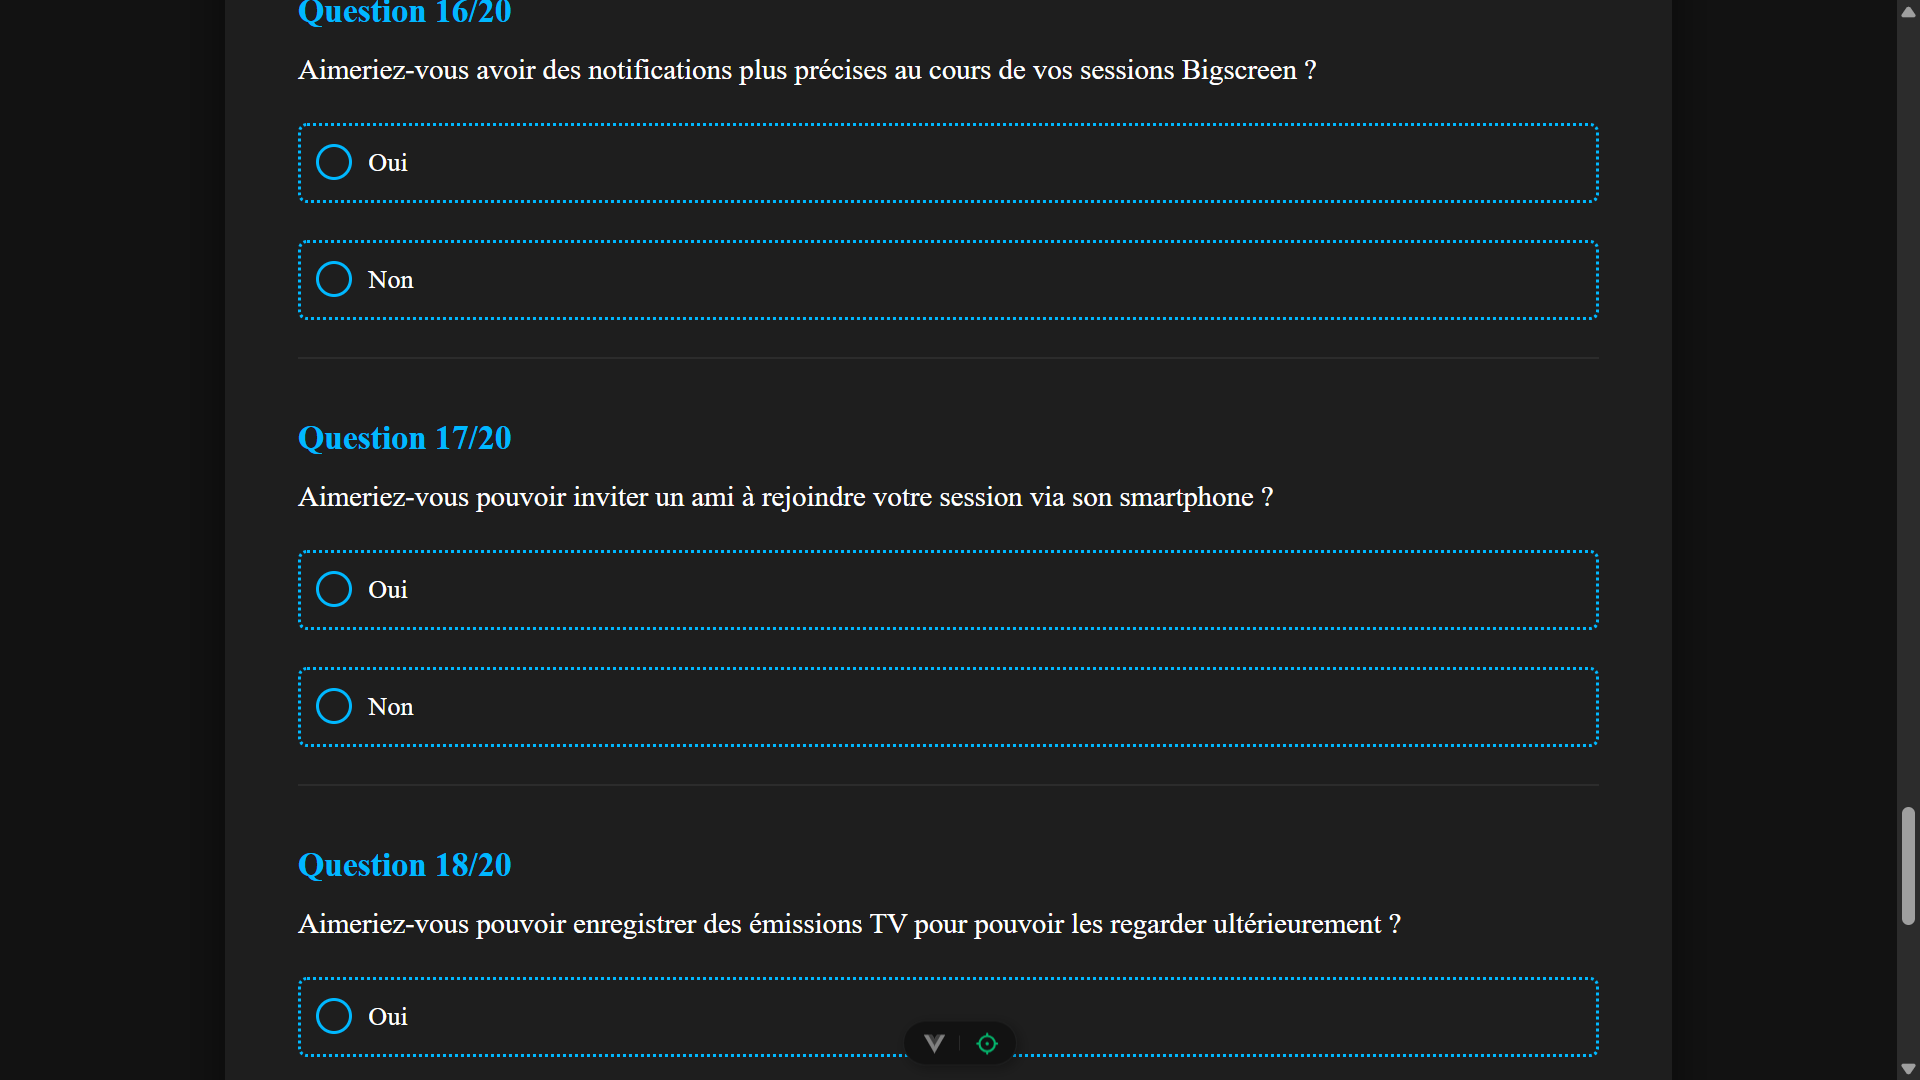 Question 16/20
Aimeriez-vous avoir des notifications plus précises au cours de vos sessions Bigscreen ?
Oui
Non
Question 17/20
Aimeriez-vous pouvoir inviter un ami à rejoindre votre session via son smartphone ?
Oui
Non
Question 18/20
Aimeriez-vous pouvoir enregistrer des émissions TV pour pouvoir les regarder ultérieurement ?
Oui